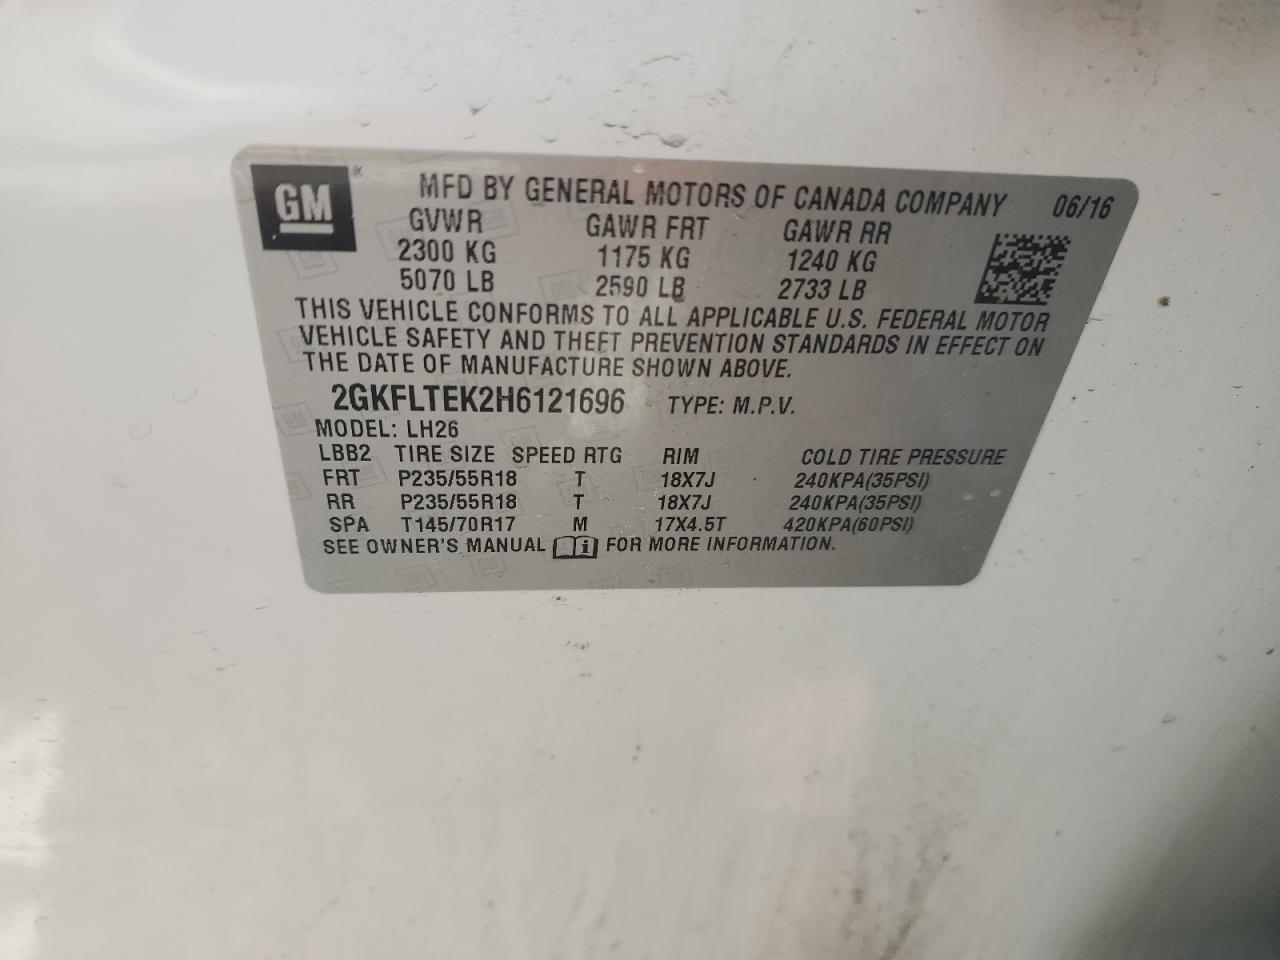 GM ®
MFD BY GENERAL MOTORS OF CANADA COMPANY 06/16
GVWR GAWR FRT GAWR RR
2300 KG 1175 KG 1240 KG
5070 LB 2590 LB 2733 LB
THIS VEHICLE CONFORMS TO ALL APPLICABLE U.S. FEDERAL MOTOR
VEHICLE SAFETY AND THEFT PREVENTION STANDARDS IN EFFECT ON
THE DATE OF MANUFACTURE SHOWN ABOVE.
2GKFLTEK2H6121696 TYPE: M.P.V.
MODEL: LH26
LBB2 TIRE SIZE SPEED RTG RIM COLD TIRE PRESSURE
FRT P235/55R18 T 18X7J 240KPA(35PSI)
RR P235/55R18 T 18X7J 240KPA(35PSI)
SPA T145/70R17 M 17X4.5T 420KPA(60PSI)
SEE OWNER'S MANUAL i FOR MORE INFORMATION.